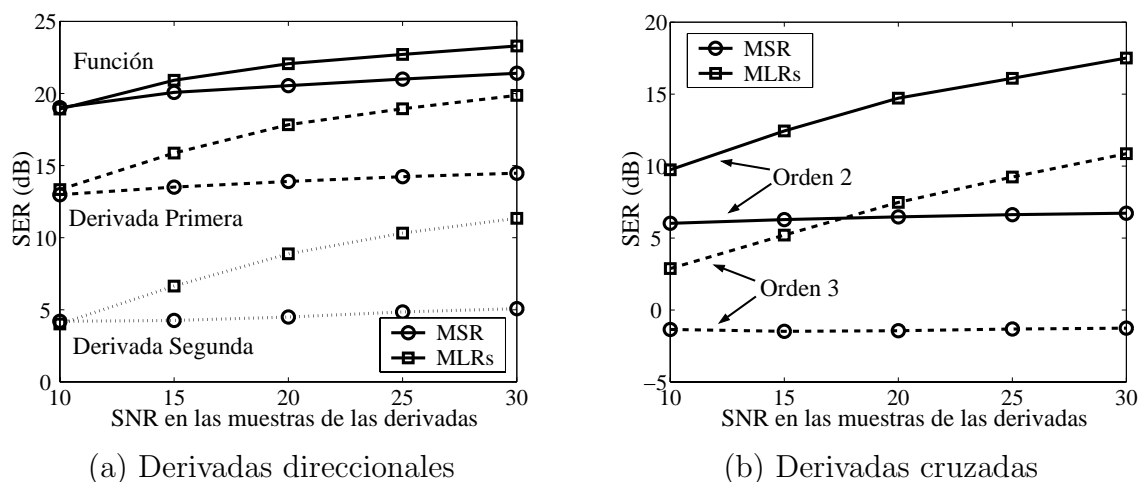 25
20
15
10
5
0
SER (dB)
Función
Derivada Primera
Derivada Segunda
MSR
MLRs
10 15 20 25 30
SNR en las muestras de las derivadas
(a) Derivadas direccionales
20
15
10
5
0
−5
SER (dB)
MSR
MLRs
Orden 2
Orden 3
10 15 20 25 30
SNR en las muestras de las derivadas
(b) Derivadas cruzadas